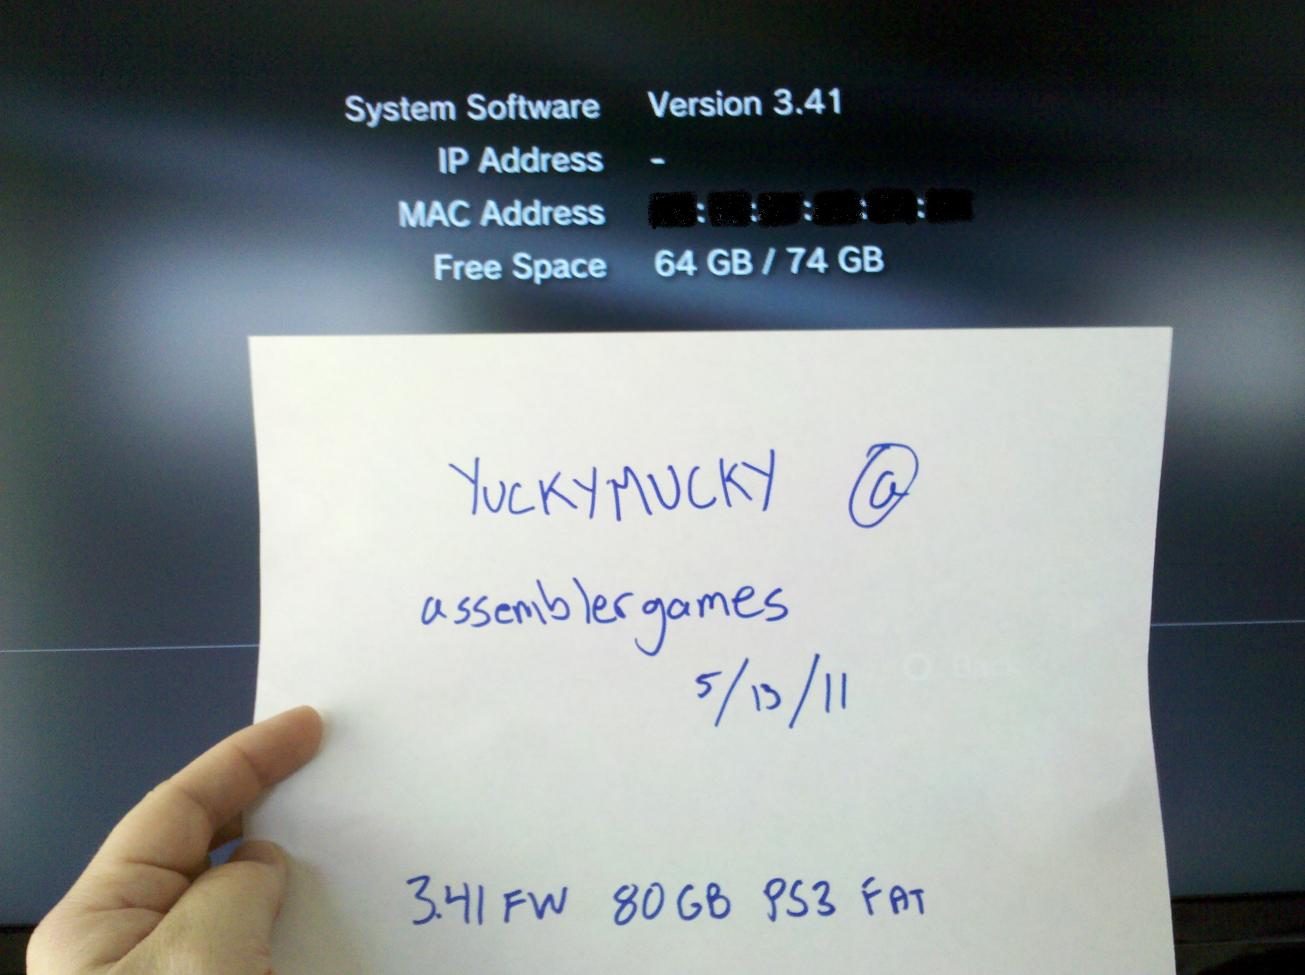 System Software Version 3.41
IP Address -
MAC Address : : : : :
Free Space 64 GB / 74 GB
YUCKYMUCKY @
assemblergames
5/13/11
Back
3.41 FW 80GB PS3 FAT